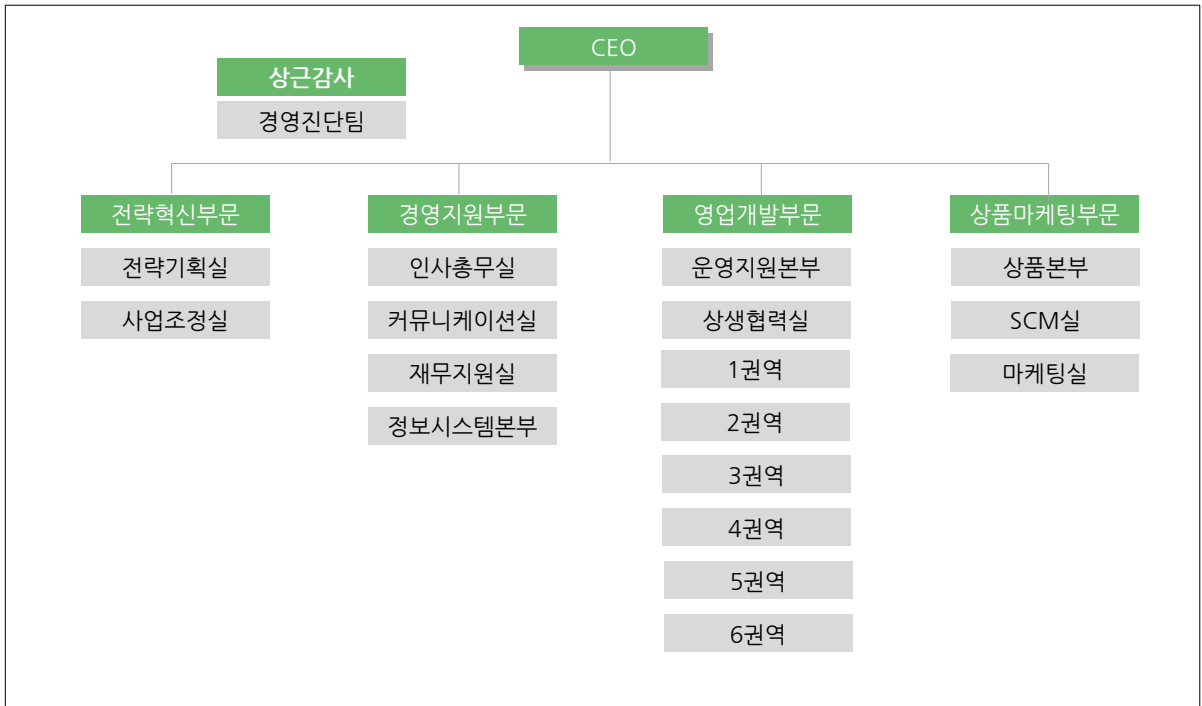 CEO
상근감사
경영진단팀
전략혁신부문
전략기획실
사업조정실
경영지원부문
인사총무실
커뮤니케이션실
재무지원실
정보시스템본부
영업개발부문
운영지원본부
상생협력실
1권역
2권역
3권역
4권역
5권역
6권역
상품마케팅부문
상품본부
SCM실
마케팅실